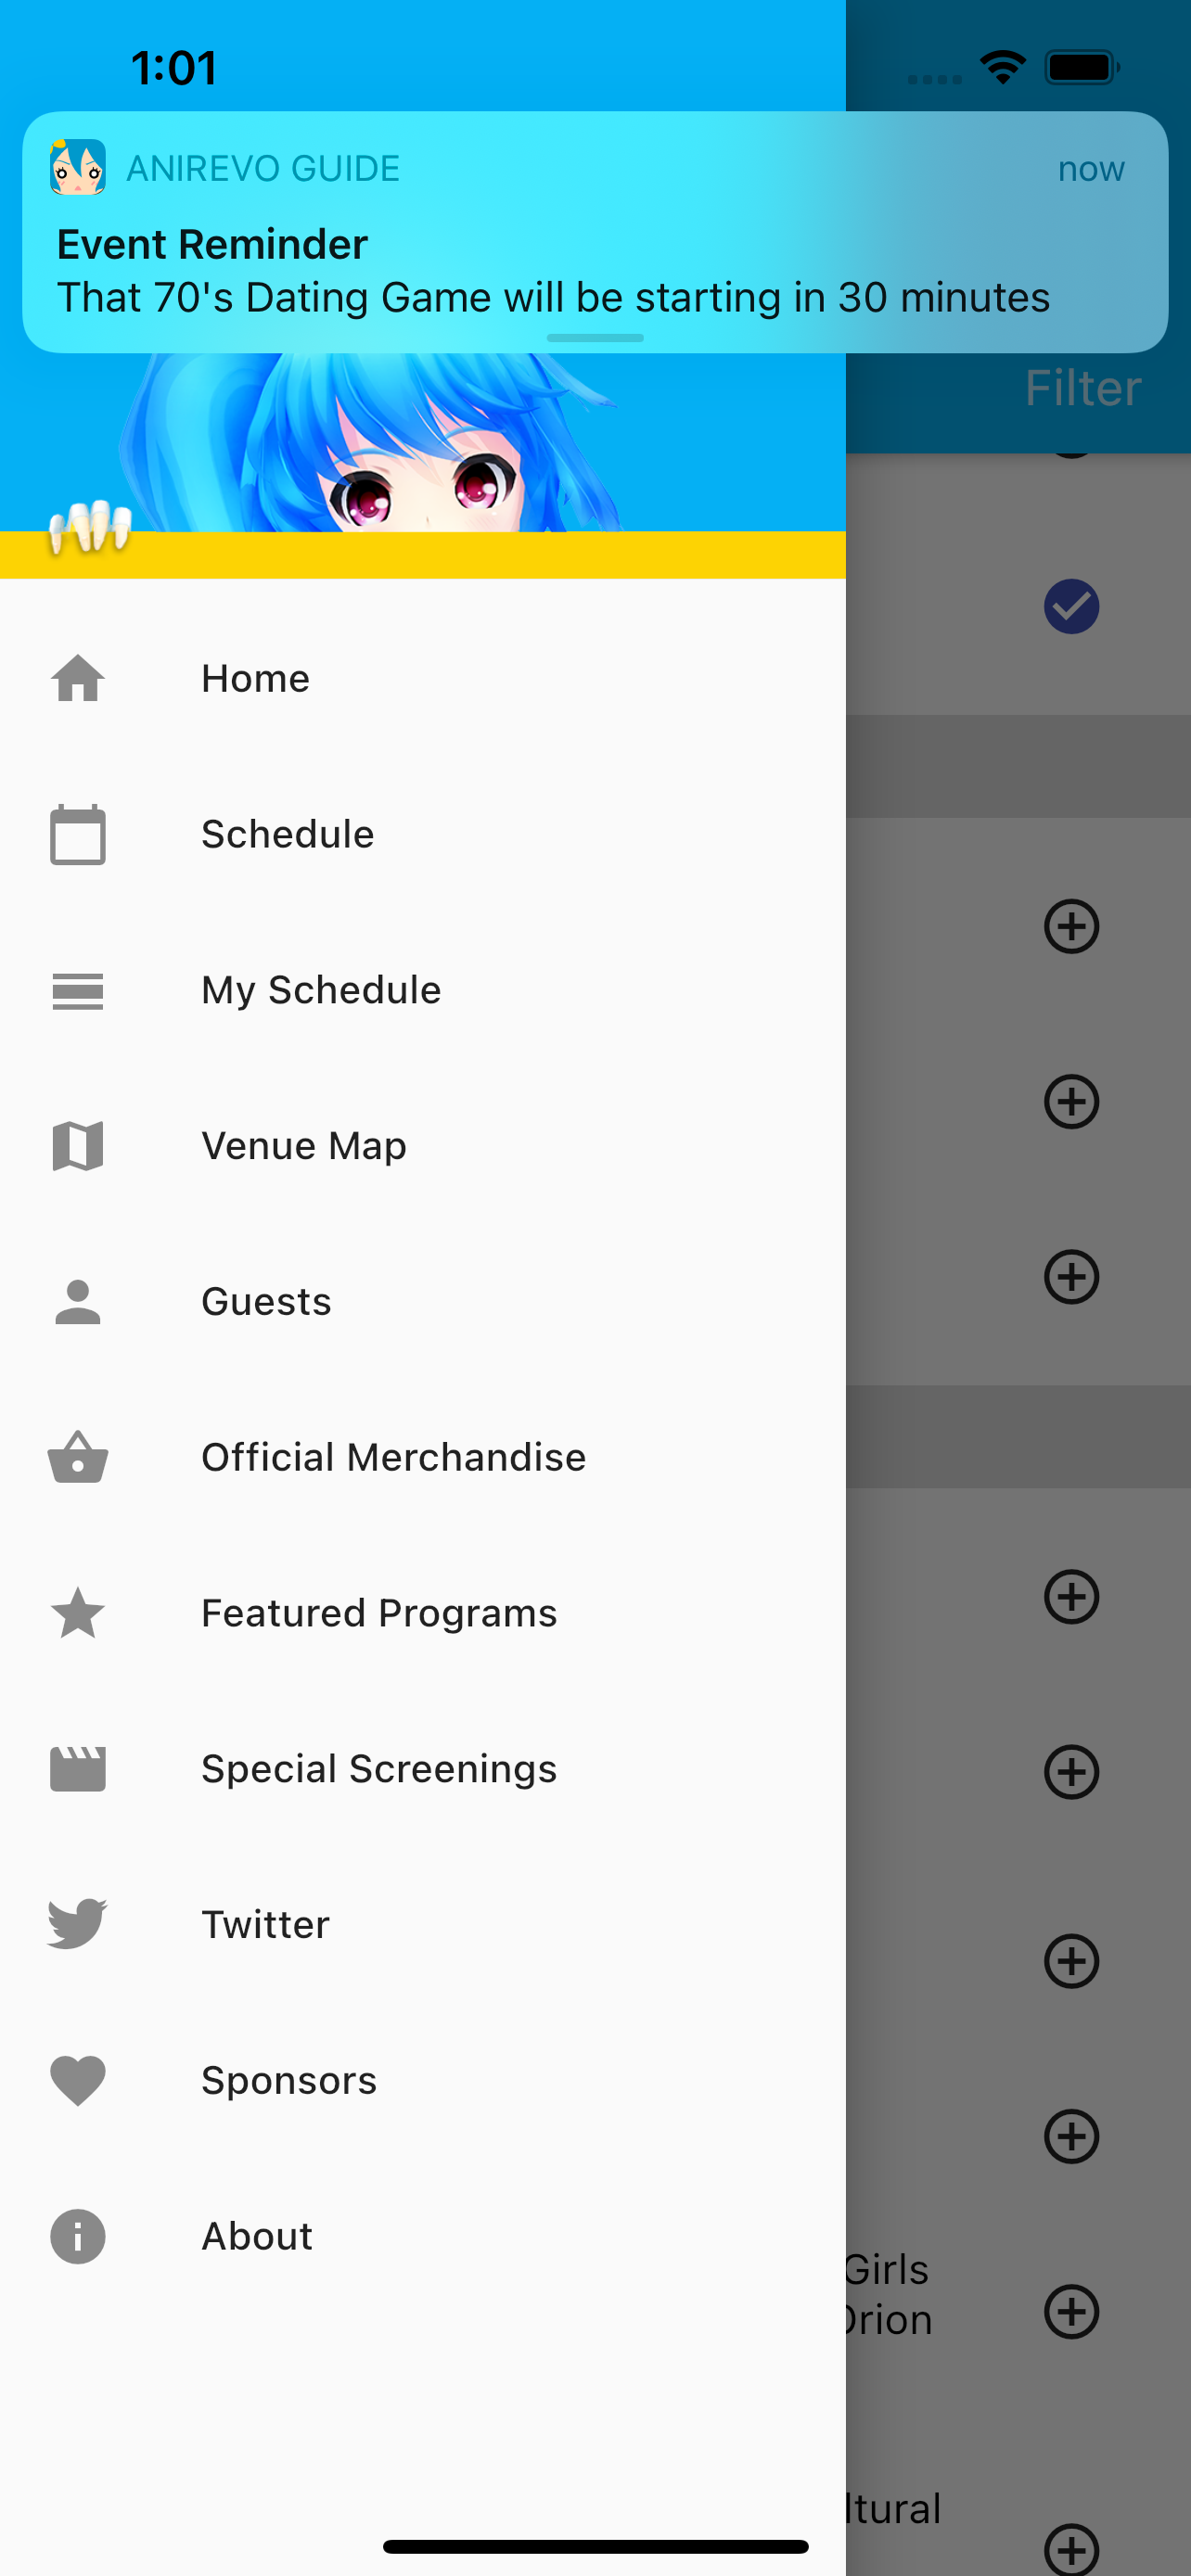 1:01
ANIREVO GUIDE
now
Event Reminder
That 70's Dating Game will be starting in 30 minutes
Filter
Home
Schedule
My Schedule
Venue Map
Guests
Official Merchandise
Featured Programs
Special Screenings
Twitter
Sponsors
About
Girls
Orion
ltural